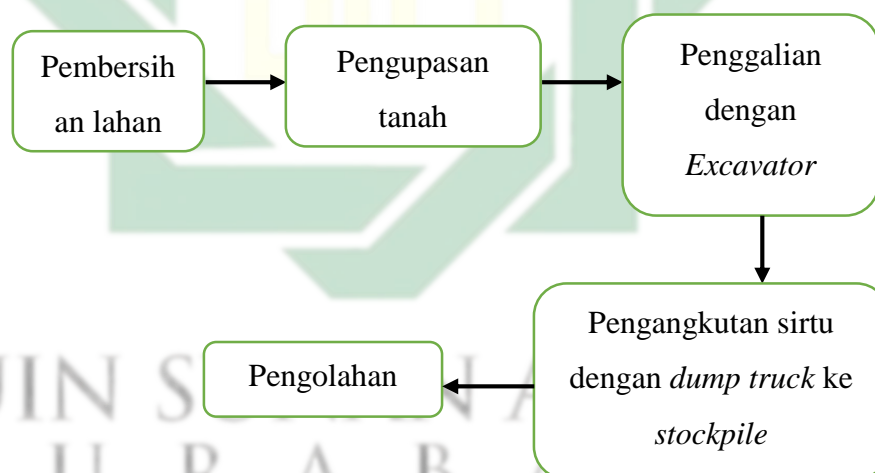 Pembersih
an lahan
Pengupasan
tanah
Penggalian
dengan
Excavator
Pengangkutan sirtu
dengan dump truck ke
stockpile
Pengolahan